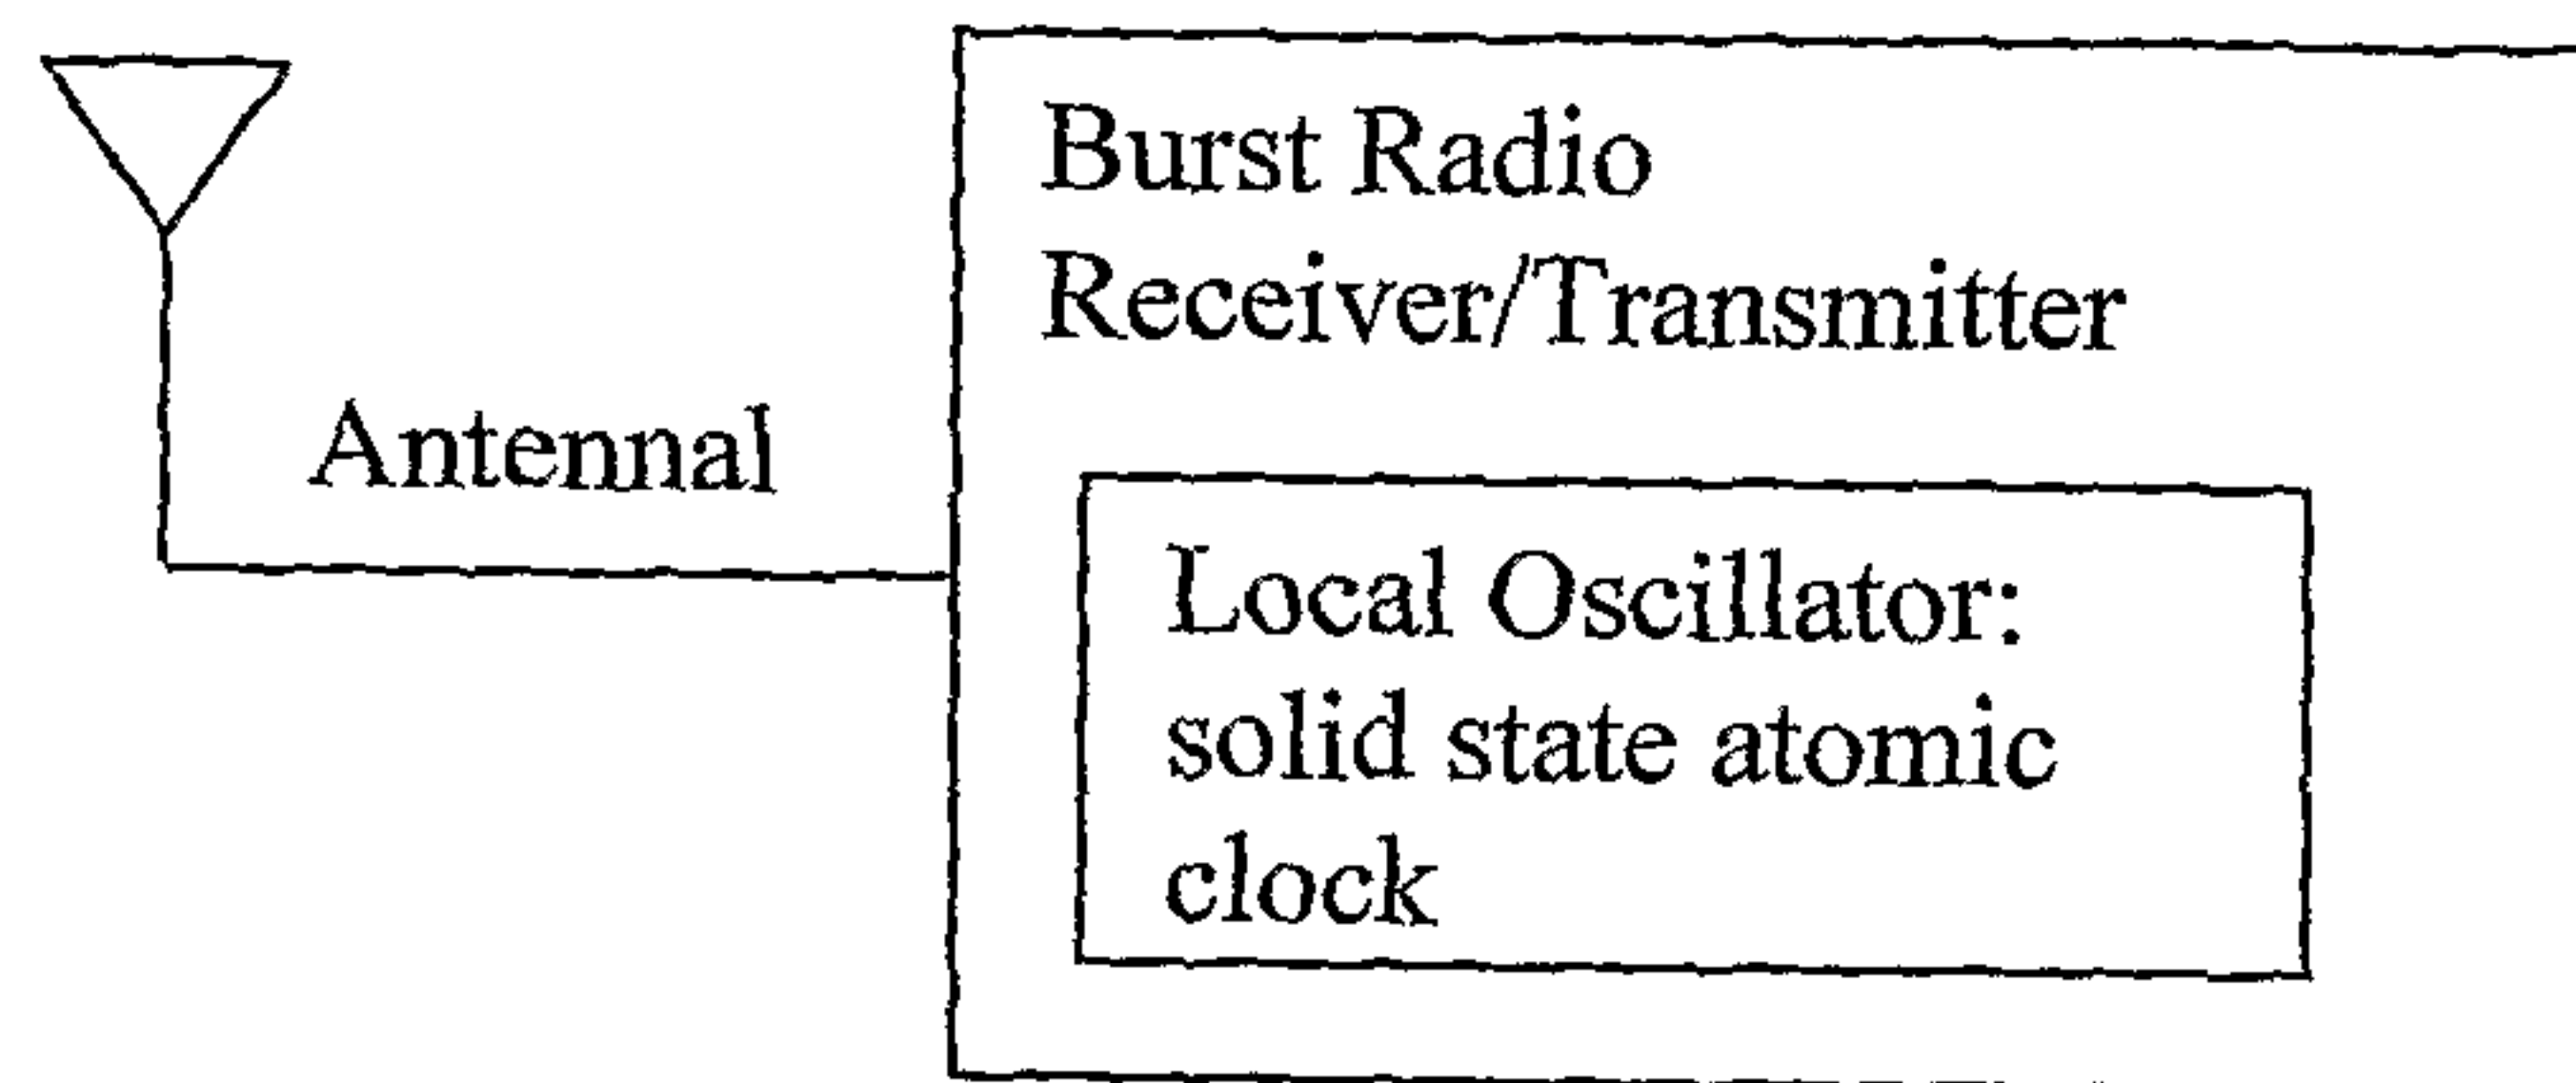 Burst Radio
Receiver/Transmitter
Antennal
Local Oscillator:
solid state atomic
clock